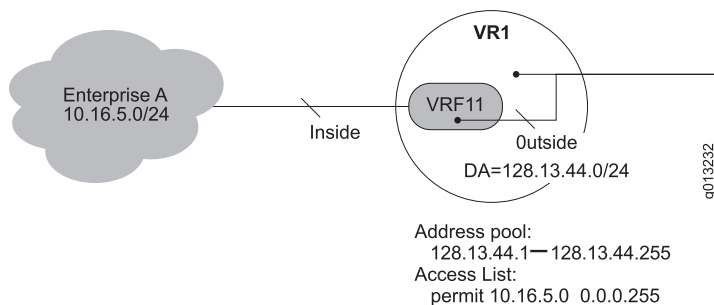 VR1
Enterprise A
10.16.5.0/24
VRF11
Inside
0utside
DA=128.13.44.0/24
g013232
Address pool:
128.13.44.1—128.13.44.255
Access List:
permit 10.16.5.0 0.0.0.255